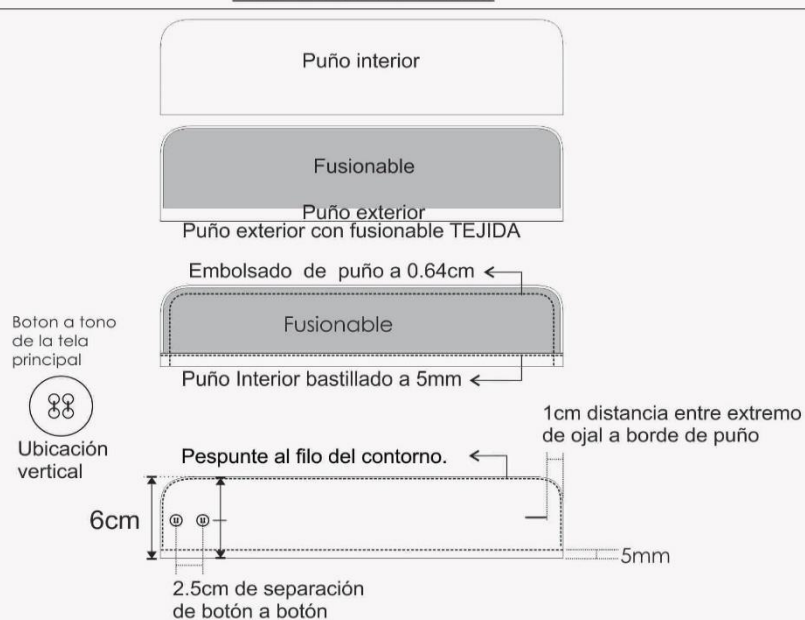 Puño interior
Fusionable
Puño exterior
Puño exterior con fusionable TEJIDA
Embolsado de puño a 0.64cm
Fusionable
Boton a tono
de la tela
principal
Puño Interior bastillado a 5mm
Ubicación
vertical
1cm distancia entre extremo
de ojal a borde de puño
Pespunte al filo del contorno.
6cm
5mm
2.5cm de separación
de botón a botón